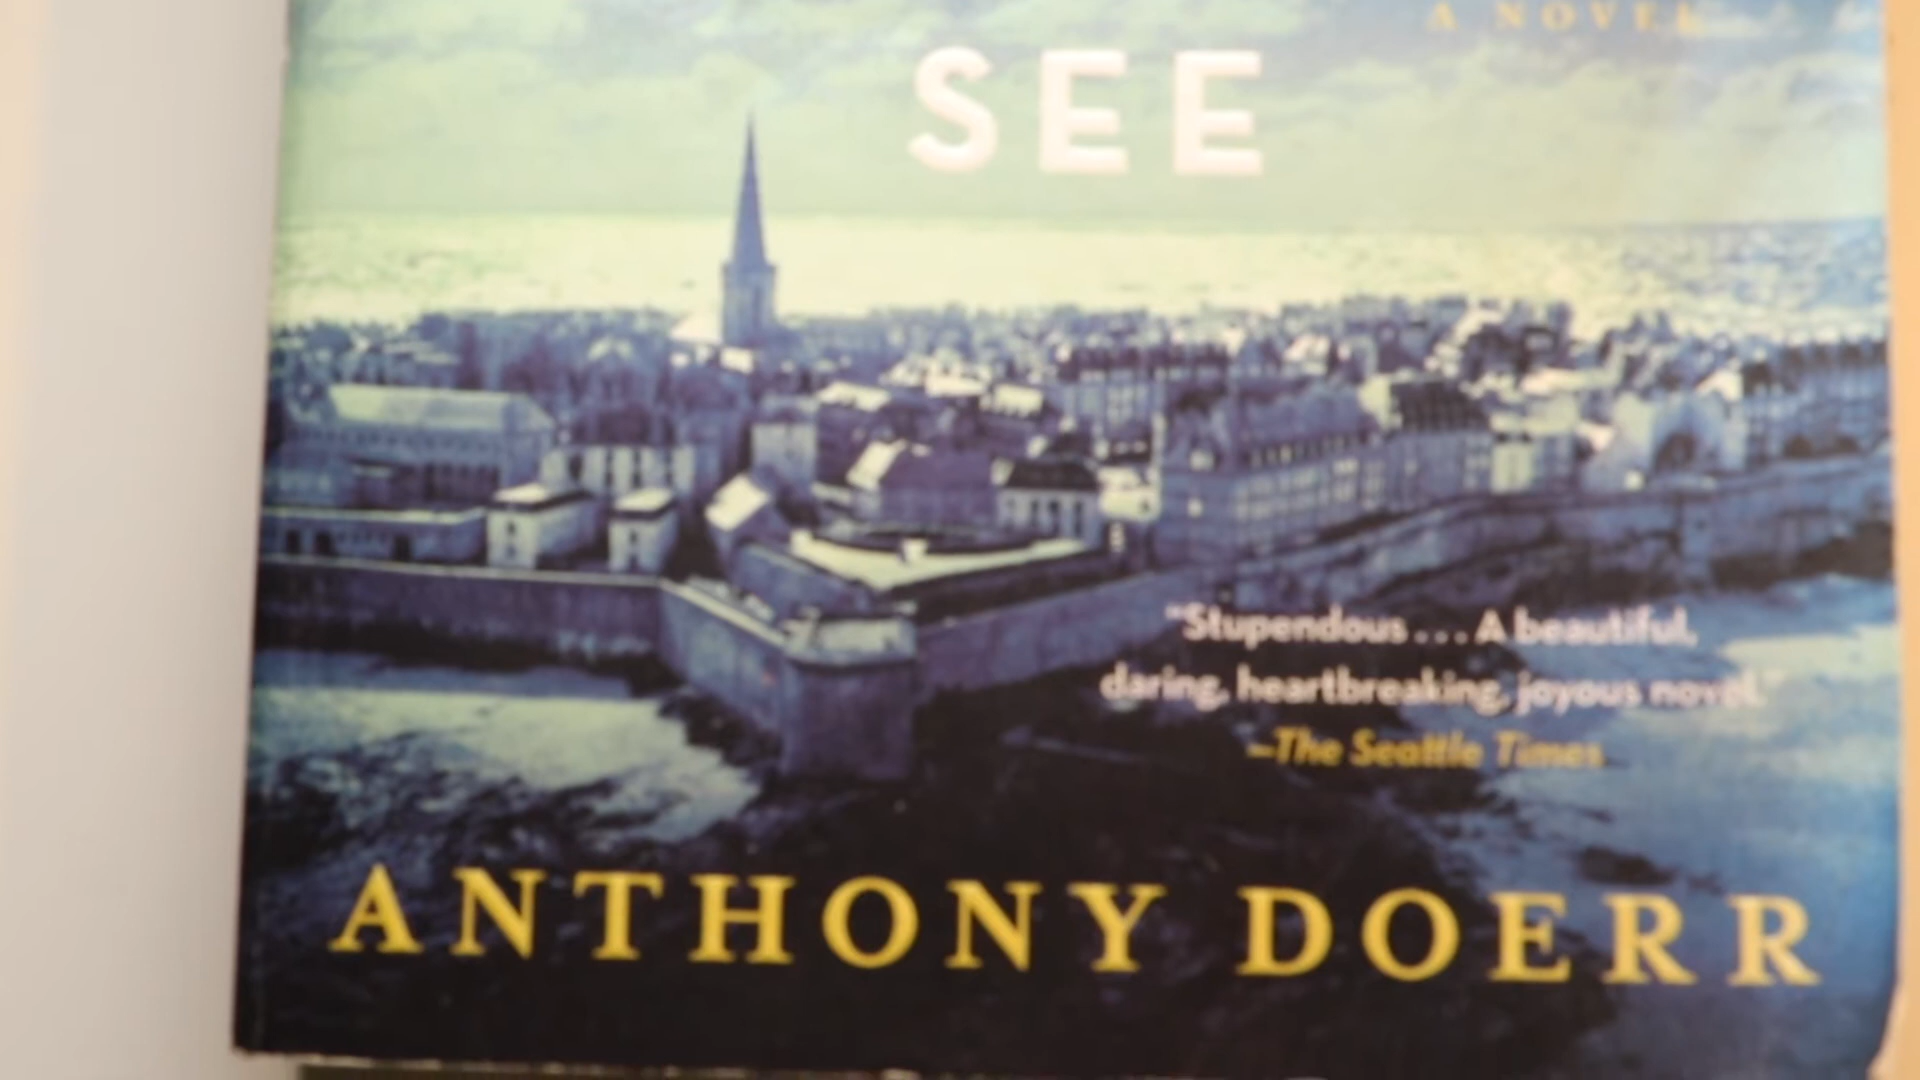 A NOVEL
SEE
"Stupendous... A beautiful,
daring, heartbreaking, joyous novel."
—The Seattle Times
ANTHONY DOERR